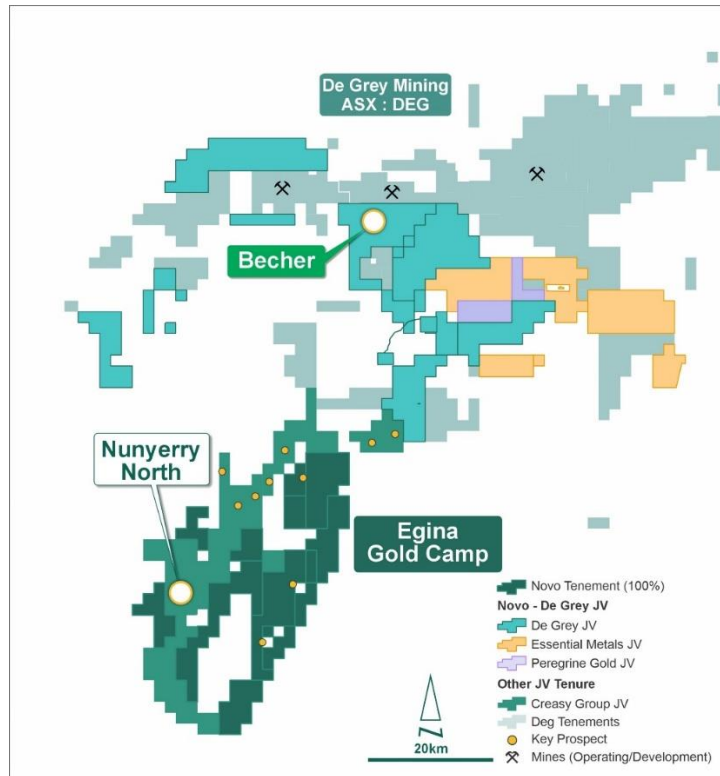 De Grey Mining
ASX : DEG
Becher
Nunyerry
North
Egina
Gold Camp
Novo Tenement (100%)
Novo - De Grey JV
De Grey JV
Essential Metals JV
Peregrine Gold JV
Other JV Tenure
Creasy Group JV
Deg Tenements
Key Prospect
Mines (Operating/Development)
N
20km